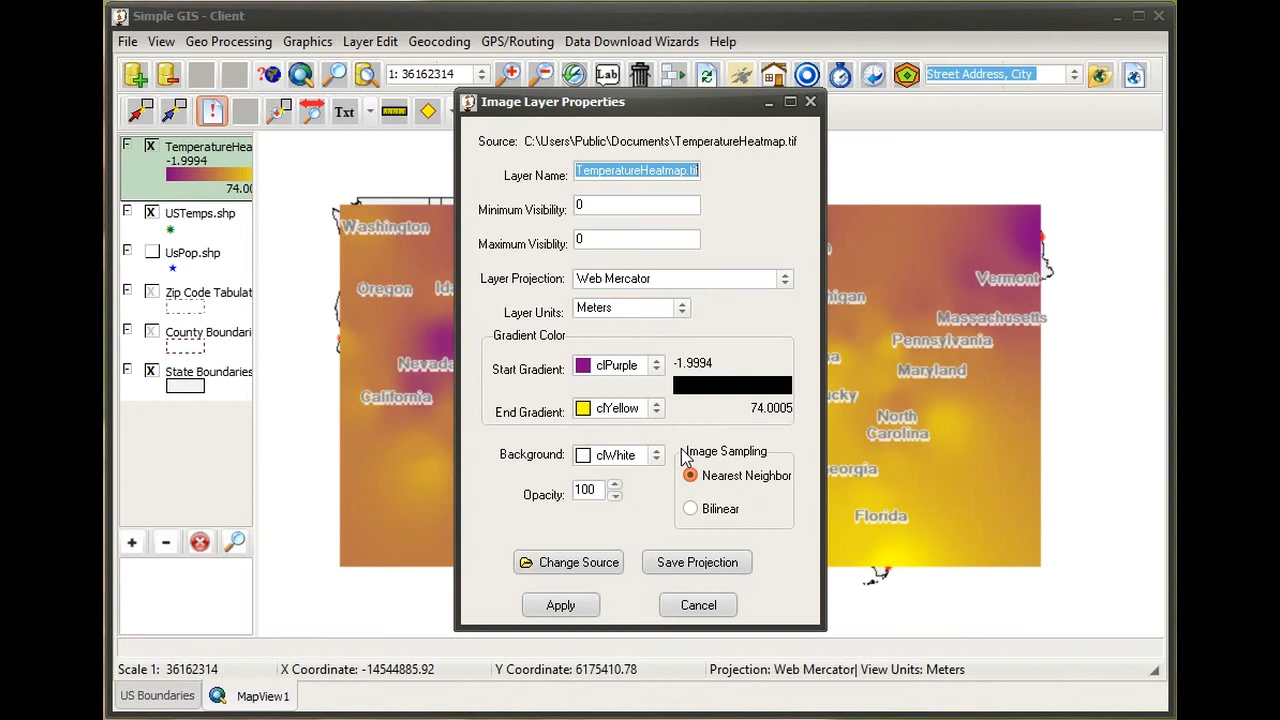 Simple GIS - Client
File View Geo Processing Graphics Layer Edit Geocoding GPS/Routing Data Download Wizards Help
1: 36162314
Lab
Street Address, City
Txt
Image Layer Properties
Source: C:\Users\Public\Documents\TemperatureHeatmap.tif
Layer Name: TemperatureHeatmap.tif
Minimum Visibility: 0
Maximum Visiblity: 0
Layer Projection: Web Mercator
Layer Units: Meters
Gradient Color
Start Gradient: clPurple -1.9994
End Gradient: clYellow 74.0005
Background: clWhite
Opacity: 100
Image Sampling
Nearest Neighbor
Bilinear
Change Source Save Projection
Apply Cancel
TemperatureHea
-1.9994
74.00
USTemps.shp
UsPop.shp
Zip Code Tabulat
County Boundari
State Boundaries
Washington
Oregon
Ida
Nevada
California
Vermont
higan
Massachusetts
Pennsylvania
Maryland
cky
North
Carolina
eorgia
Florida
Scale 1: 36162314 X Coordinate: -14544885.92 Y Coordinate: 6175410.78 Projection: Web Mercator| View Units: Meters
US Boundaries MapView1